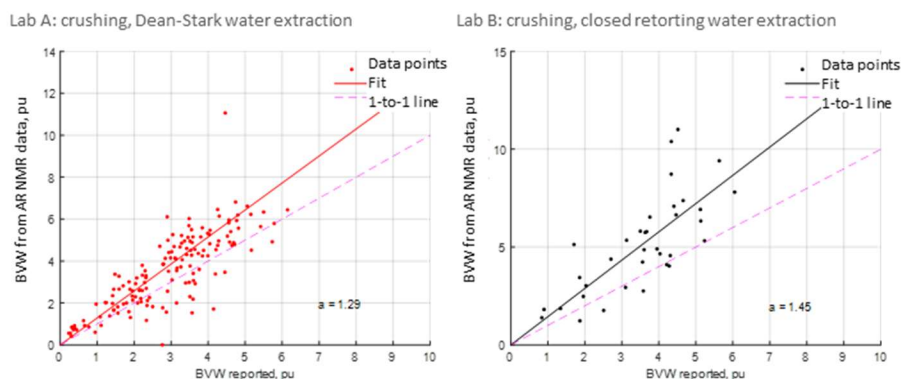 Lab A: crushing, Dean-Stark water extraction
14
12
10
8
6
4
2
0
0 1 2 3 4 5 6 7 8 9 10
BVW from AR NMR data, pu
BVW reported, pu
Data points
Fit
1-to-1 line
a = 1.29
Lab B: crushing, closed retorting water extraction
15
10
5
0
0 1 2 3 4 5 6 7 8 9 10
BVW from AR NMR data, pu
BVW reported, pu
Data points
Fit
1-to-1 line
a = 1.45